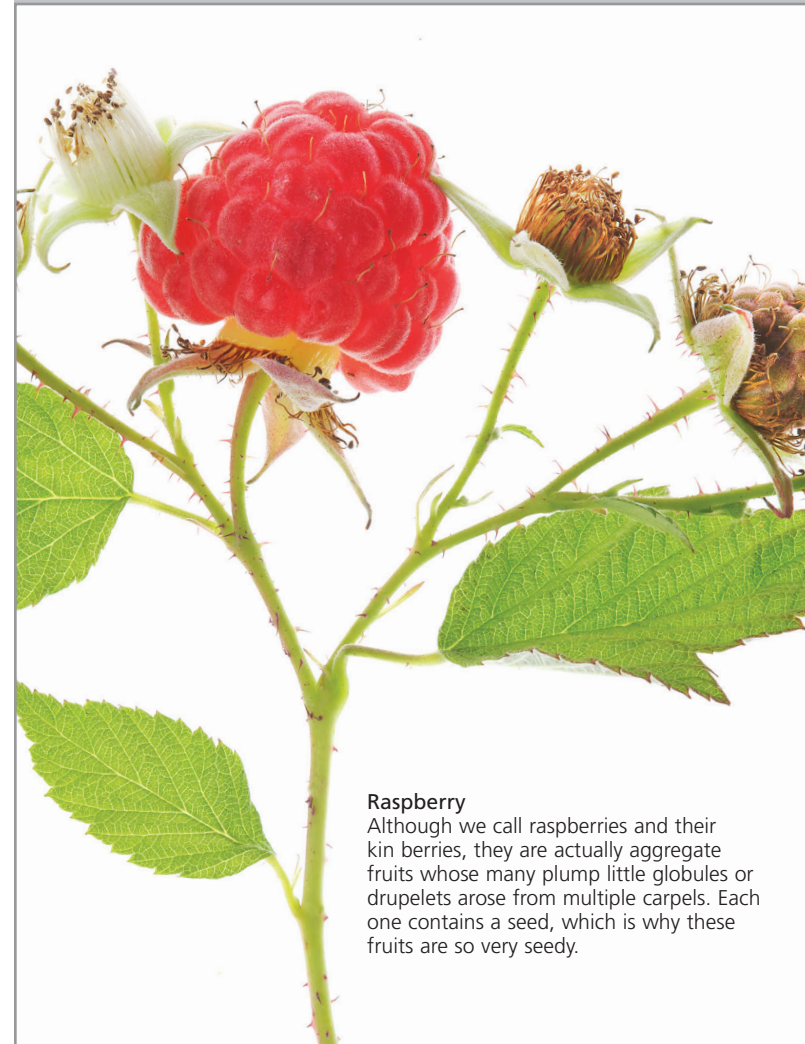 Raspberry
Although we call raspberries and their
kin berries, they are actually aggregate
fruits whose many plump little globules or
drupelets arose from multiple carpels. Each
one contains a seed, which is why these
fruits are so very seedy.